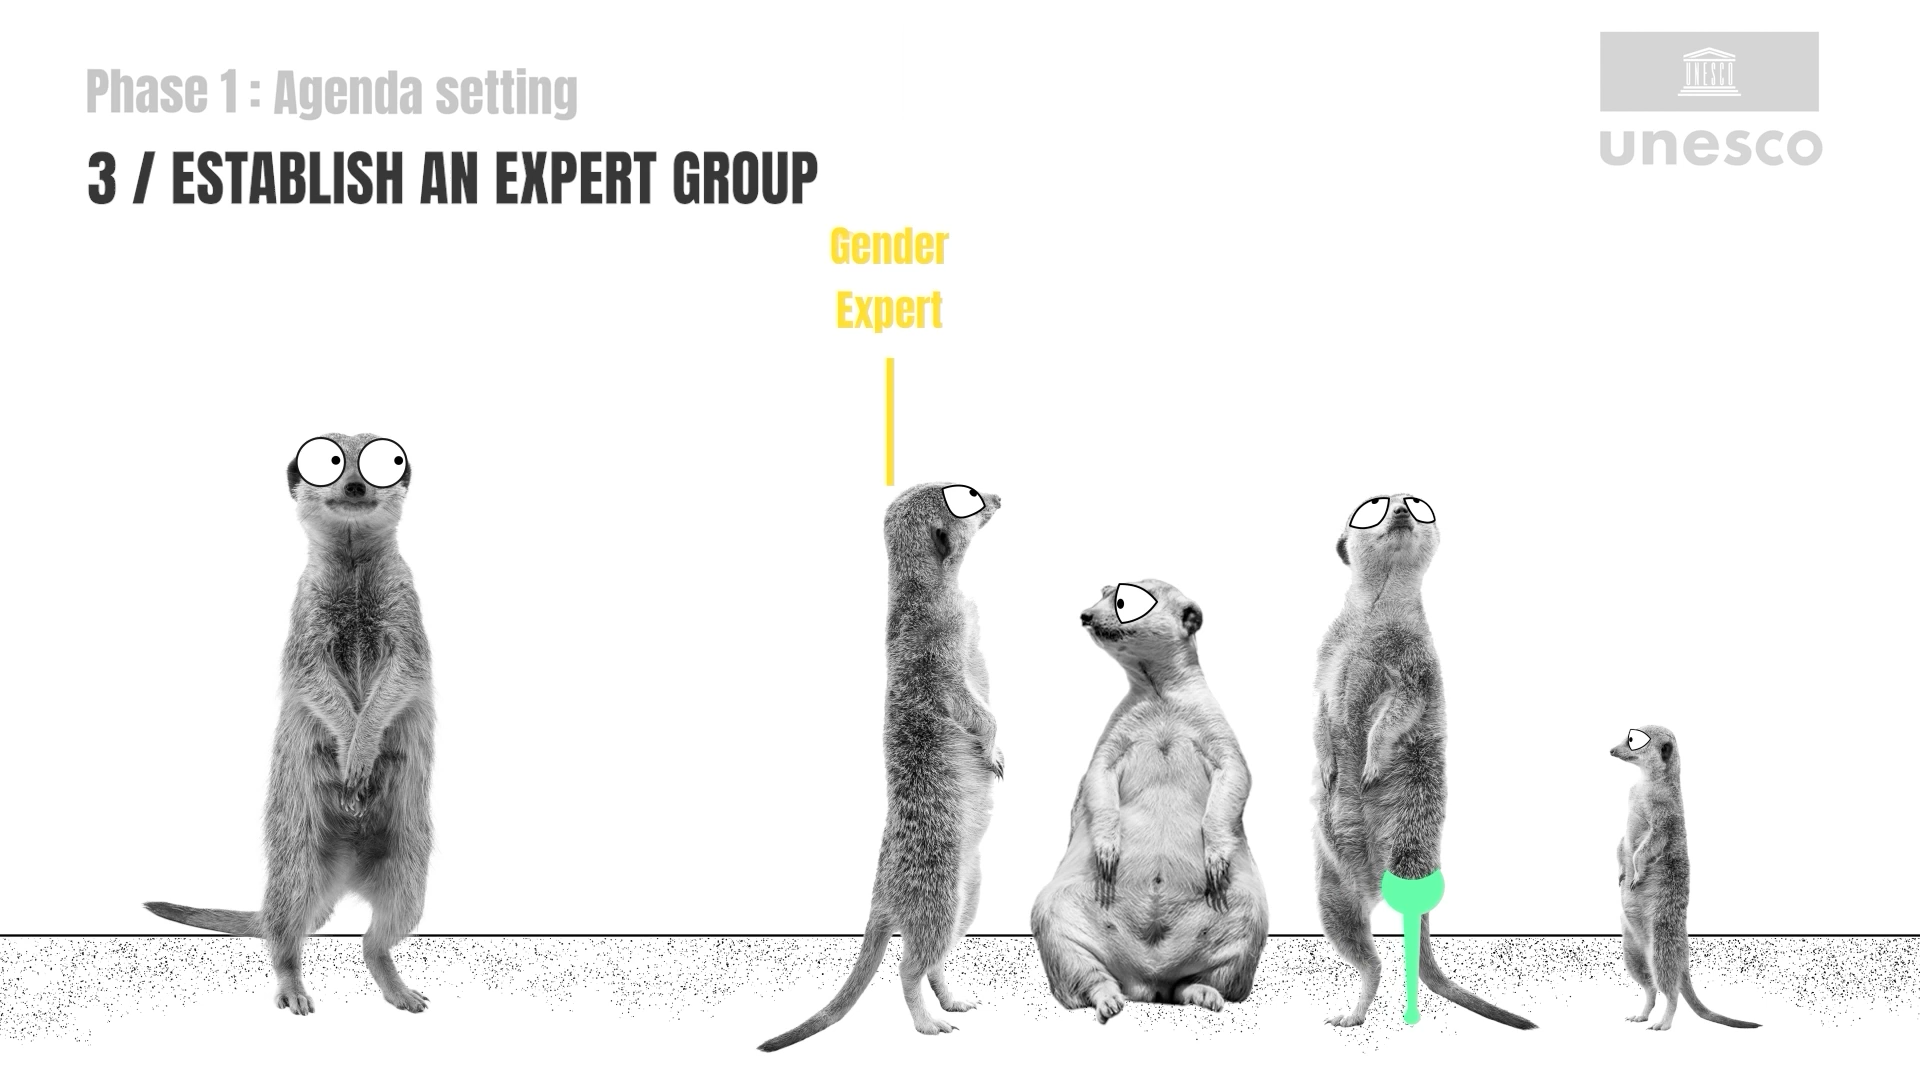 Phase 1 : Agenda setting
3 / ESTABLISH AN EXPERT GROUP
UNESCO
unesco
Gender
Expert